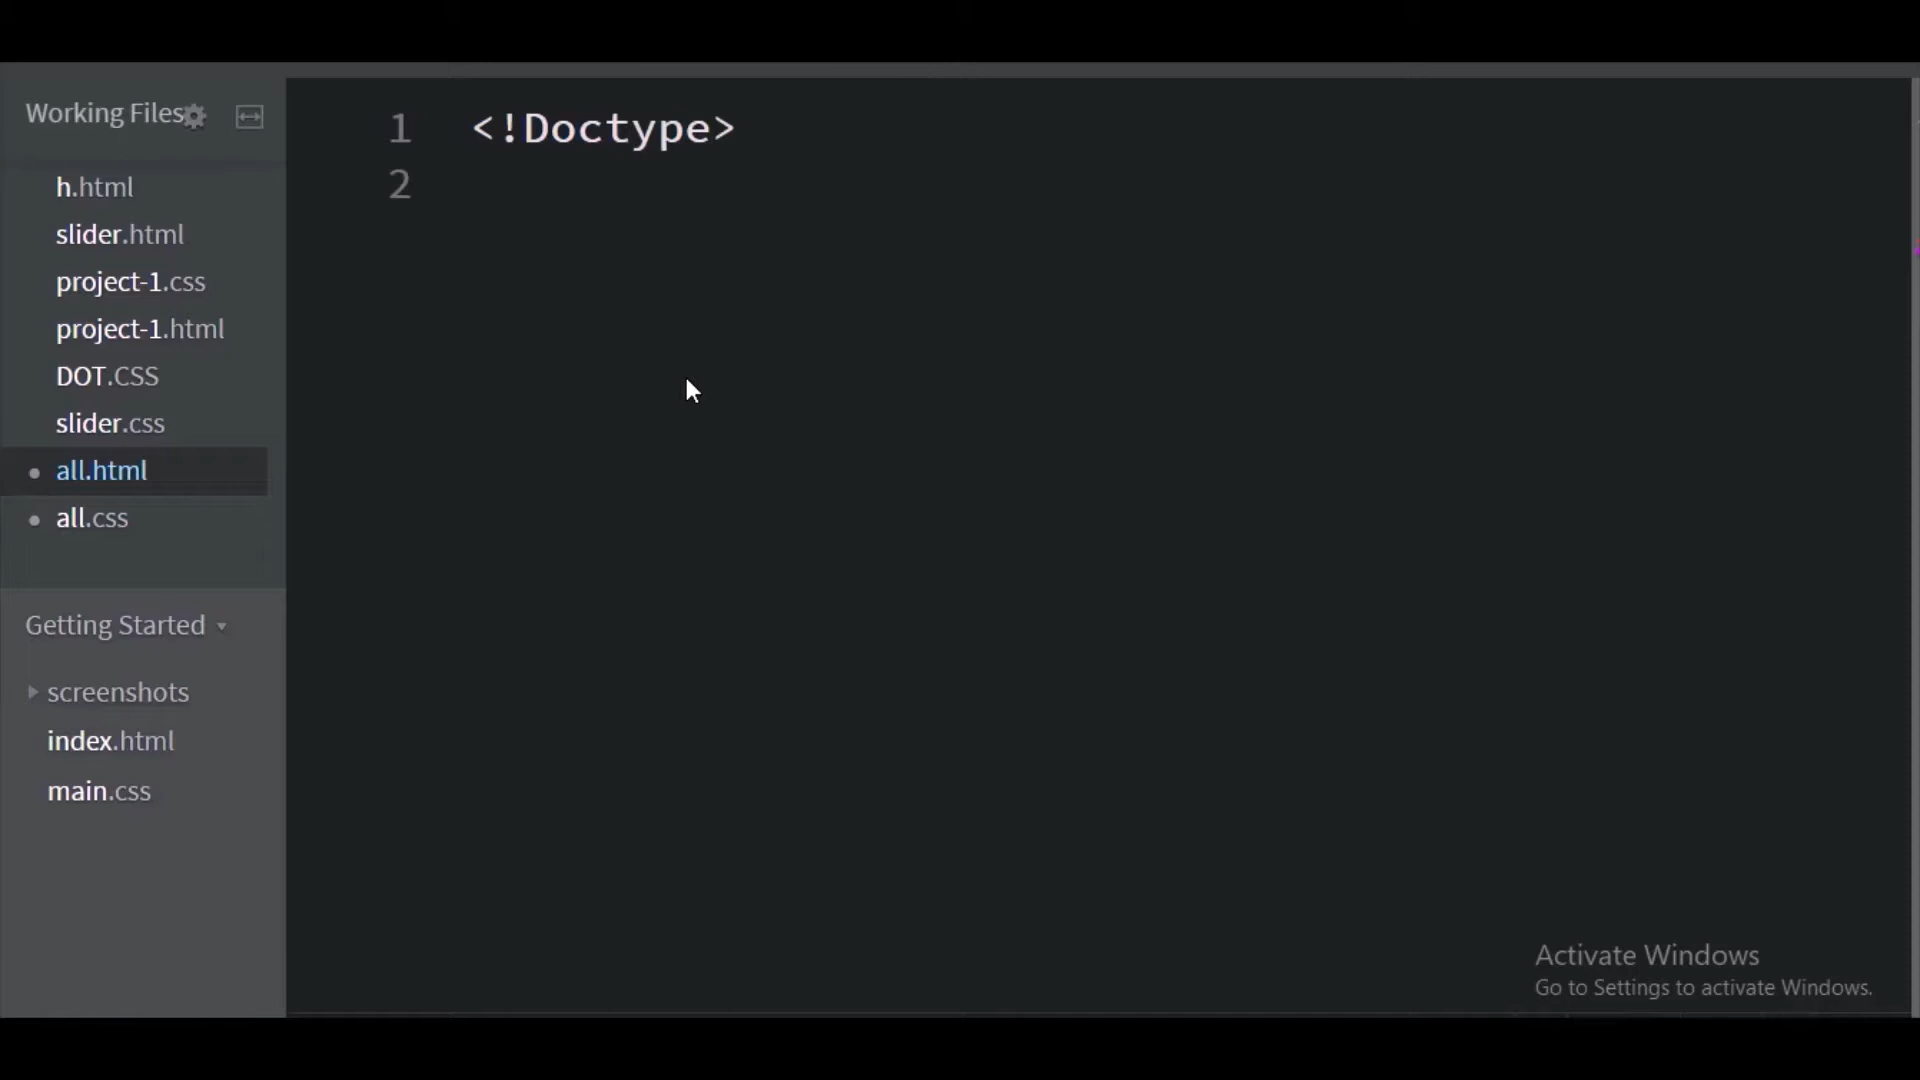 Working Files
h.html
slider.html
project-1.css
project-1.html
DOT.CSS
slider.css
all.html
all.css
Getting Started
screenshots
index.html
main.css
1 <!Doctype>
2
Activate Windows
Go to Settings to activate Windows.